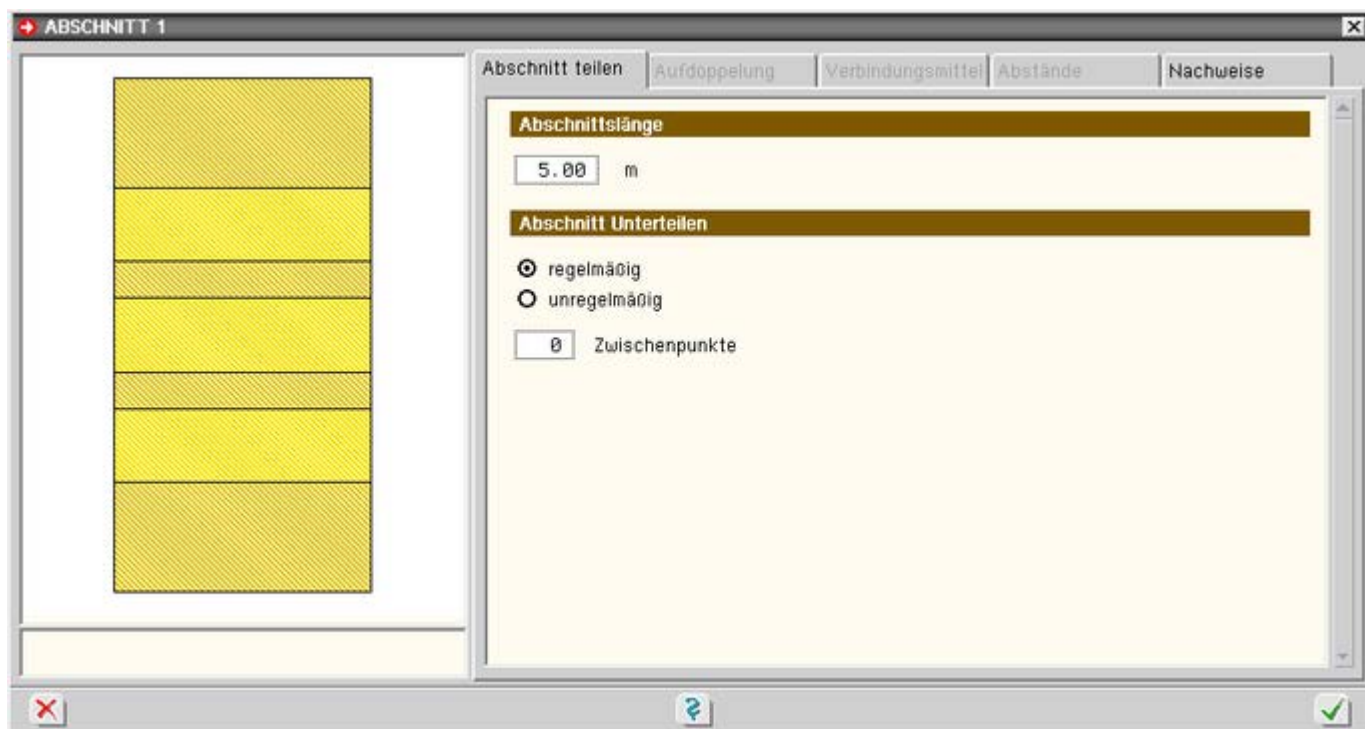 ABSCHNITT 1
Abschnitt teilen Aufdoppelung Verbindungsmittel Abstände Nachweise
Abschnittslänge
5.00 m
Abschnitt Unterteilen
regelmäßig
unregelmäßig
0 Zwischenpunkte